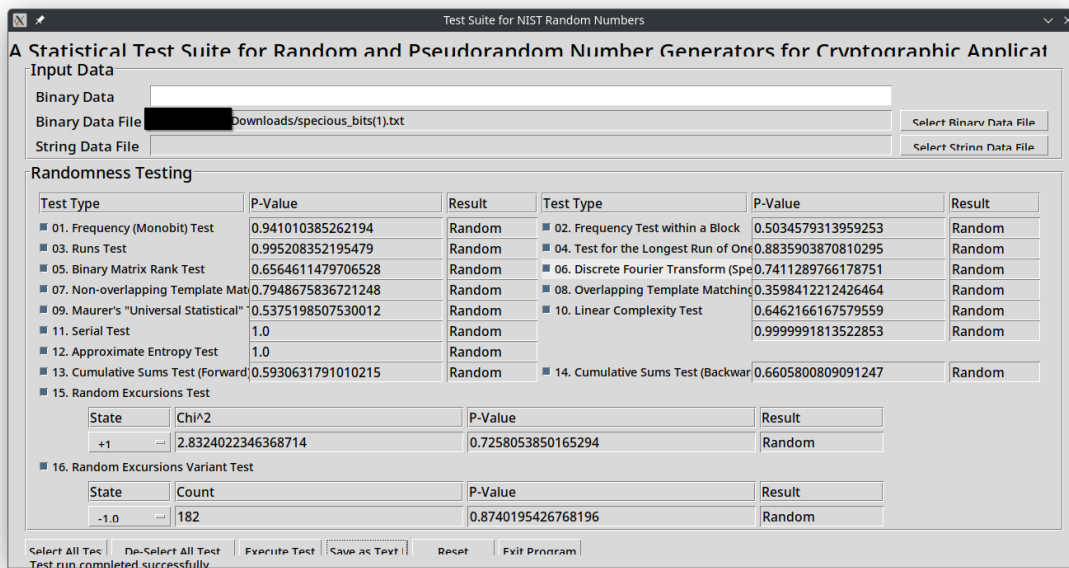 Test Suite for NIST Random Numbers
A Statistical Test Suite for Random and Pseudorandom Number Generators for Cryptographic Applicat
Input Data
Binary Data
Binary Data File Downloads/specious_bits(1).txt Select Binary Data File
String Data File Select String Data File
Randomness Testing
Test Type P-Value Result Test Type P-Value Result
01. Frequency (Monobit) Test 0.941010385262194 Random 02. Frequency Test within a Block 0.5034579313959253 Random
03. Runs Test 0.995208352195479 Random 04. Test for the Longest Run of One 0.8835903870810295 Random
05. Binary Matrix Rank Test 0.6564611479706528 Random 06. Discrete Fourier Transform (Spe 0.7411289766178751 Random
07. Non-overlapping Template Mat 0.7948675836721248 Random 08. Overlapping Template Matching 0.3598412212426464 Random
09. Maurer's "Universal Statistical" 0.5375198507530012 Random 10. Linear Complexity Test 0.6462166167579559 Random
11. Serial Test 1.0 Random 0.9999991813522853 Random
12. Approximate Entropy Test 1.0 Random
13. Cumulative Sums Test (Forward) 0.5930631791010215 Random 14. Cumulative Sums Test (Backwar 0.6605800809091247 Random
15. Random Excursions Test
State Chi^2 P-Value Result
+1 2.8324022346368714 0.7258053850165294 Random
16. Random Excursions Variant Test
State Count P-Value Result
-1.0 182 0.8740195426768196 Random
Select All Tes De-Select All Test Execute Test Save as Text Reset Exit Program
Test run completed successfully